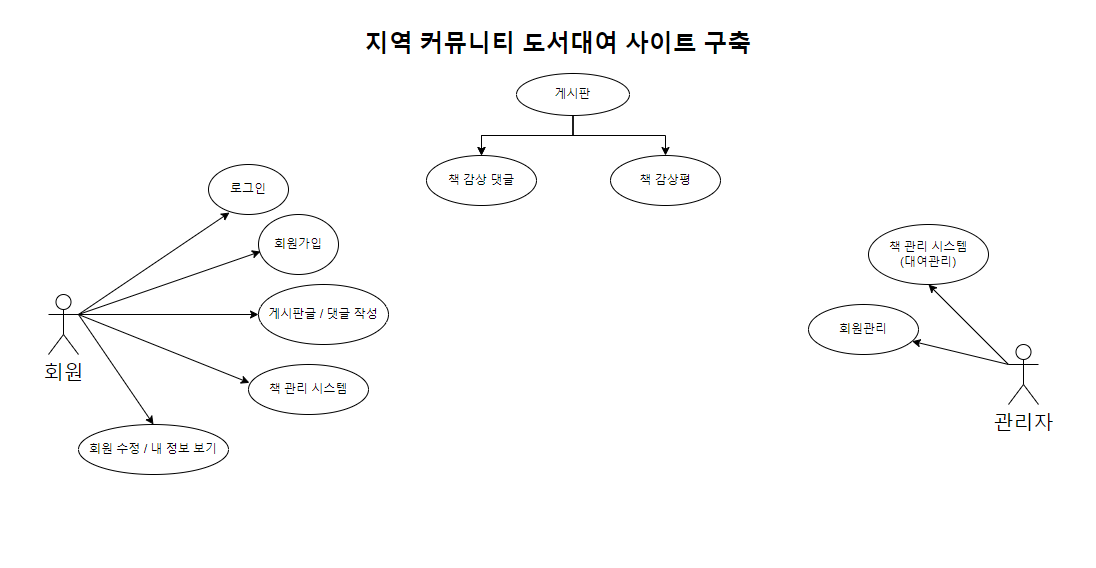 지역 커뮤니티 도서대여 사이트 구축
게시판
책 감상 댓글
책 감상평
로그인
회원가입
게시판글 / 댓글 작성
책 관리 시스템
회원 수정 / 내 정보 보기
회원
책 관리 시스템
(대여관리)
회원관리
관리자